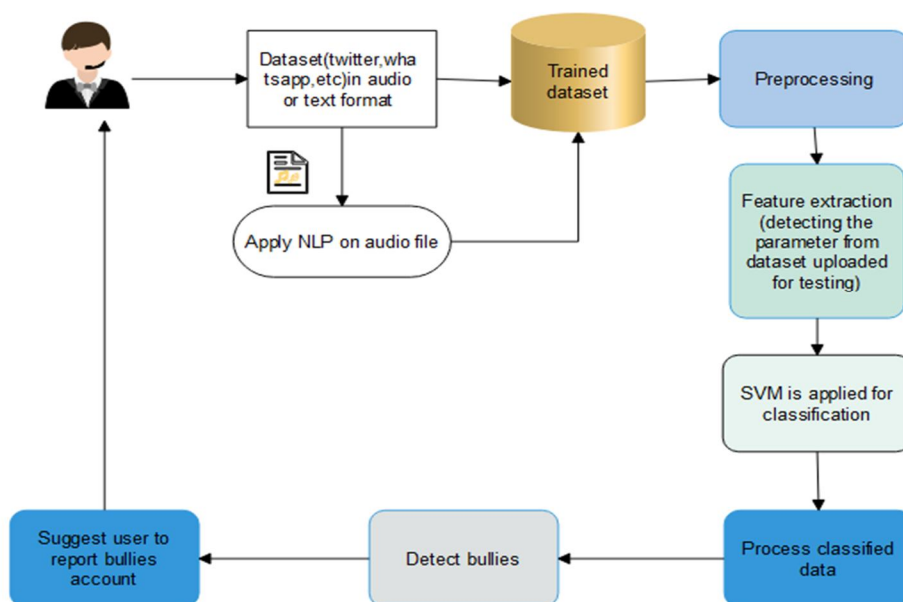 Dataset(twitter,wha
tsapp,etc)in audio
or text format
Trained
dataset
Preprocessing
Apply NLP on audio file
Feature extraction
(detecting the
parameter from
dataset uploaded
for testing)
SVM is applied for
classification
Suggest user to
report bullies
account
Detect bullies
Process classified
data